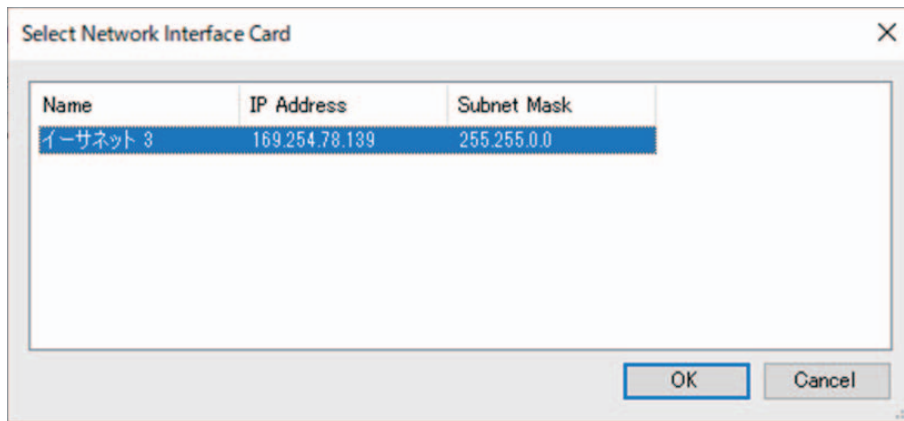 Select Network Interface Card
Name IP Address Subnet Mask
イーサネット 3 169.254.78.139 255.255.0.0
OK Cancel